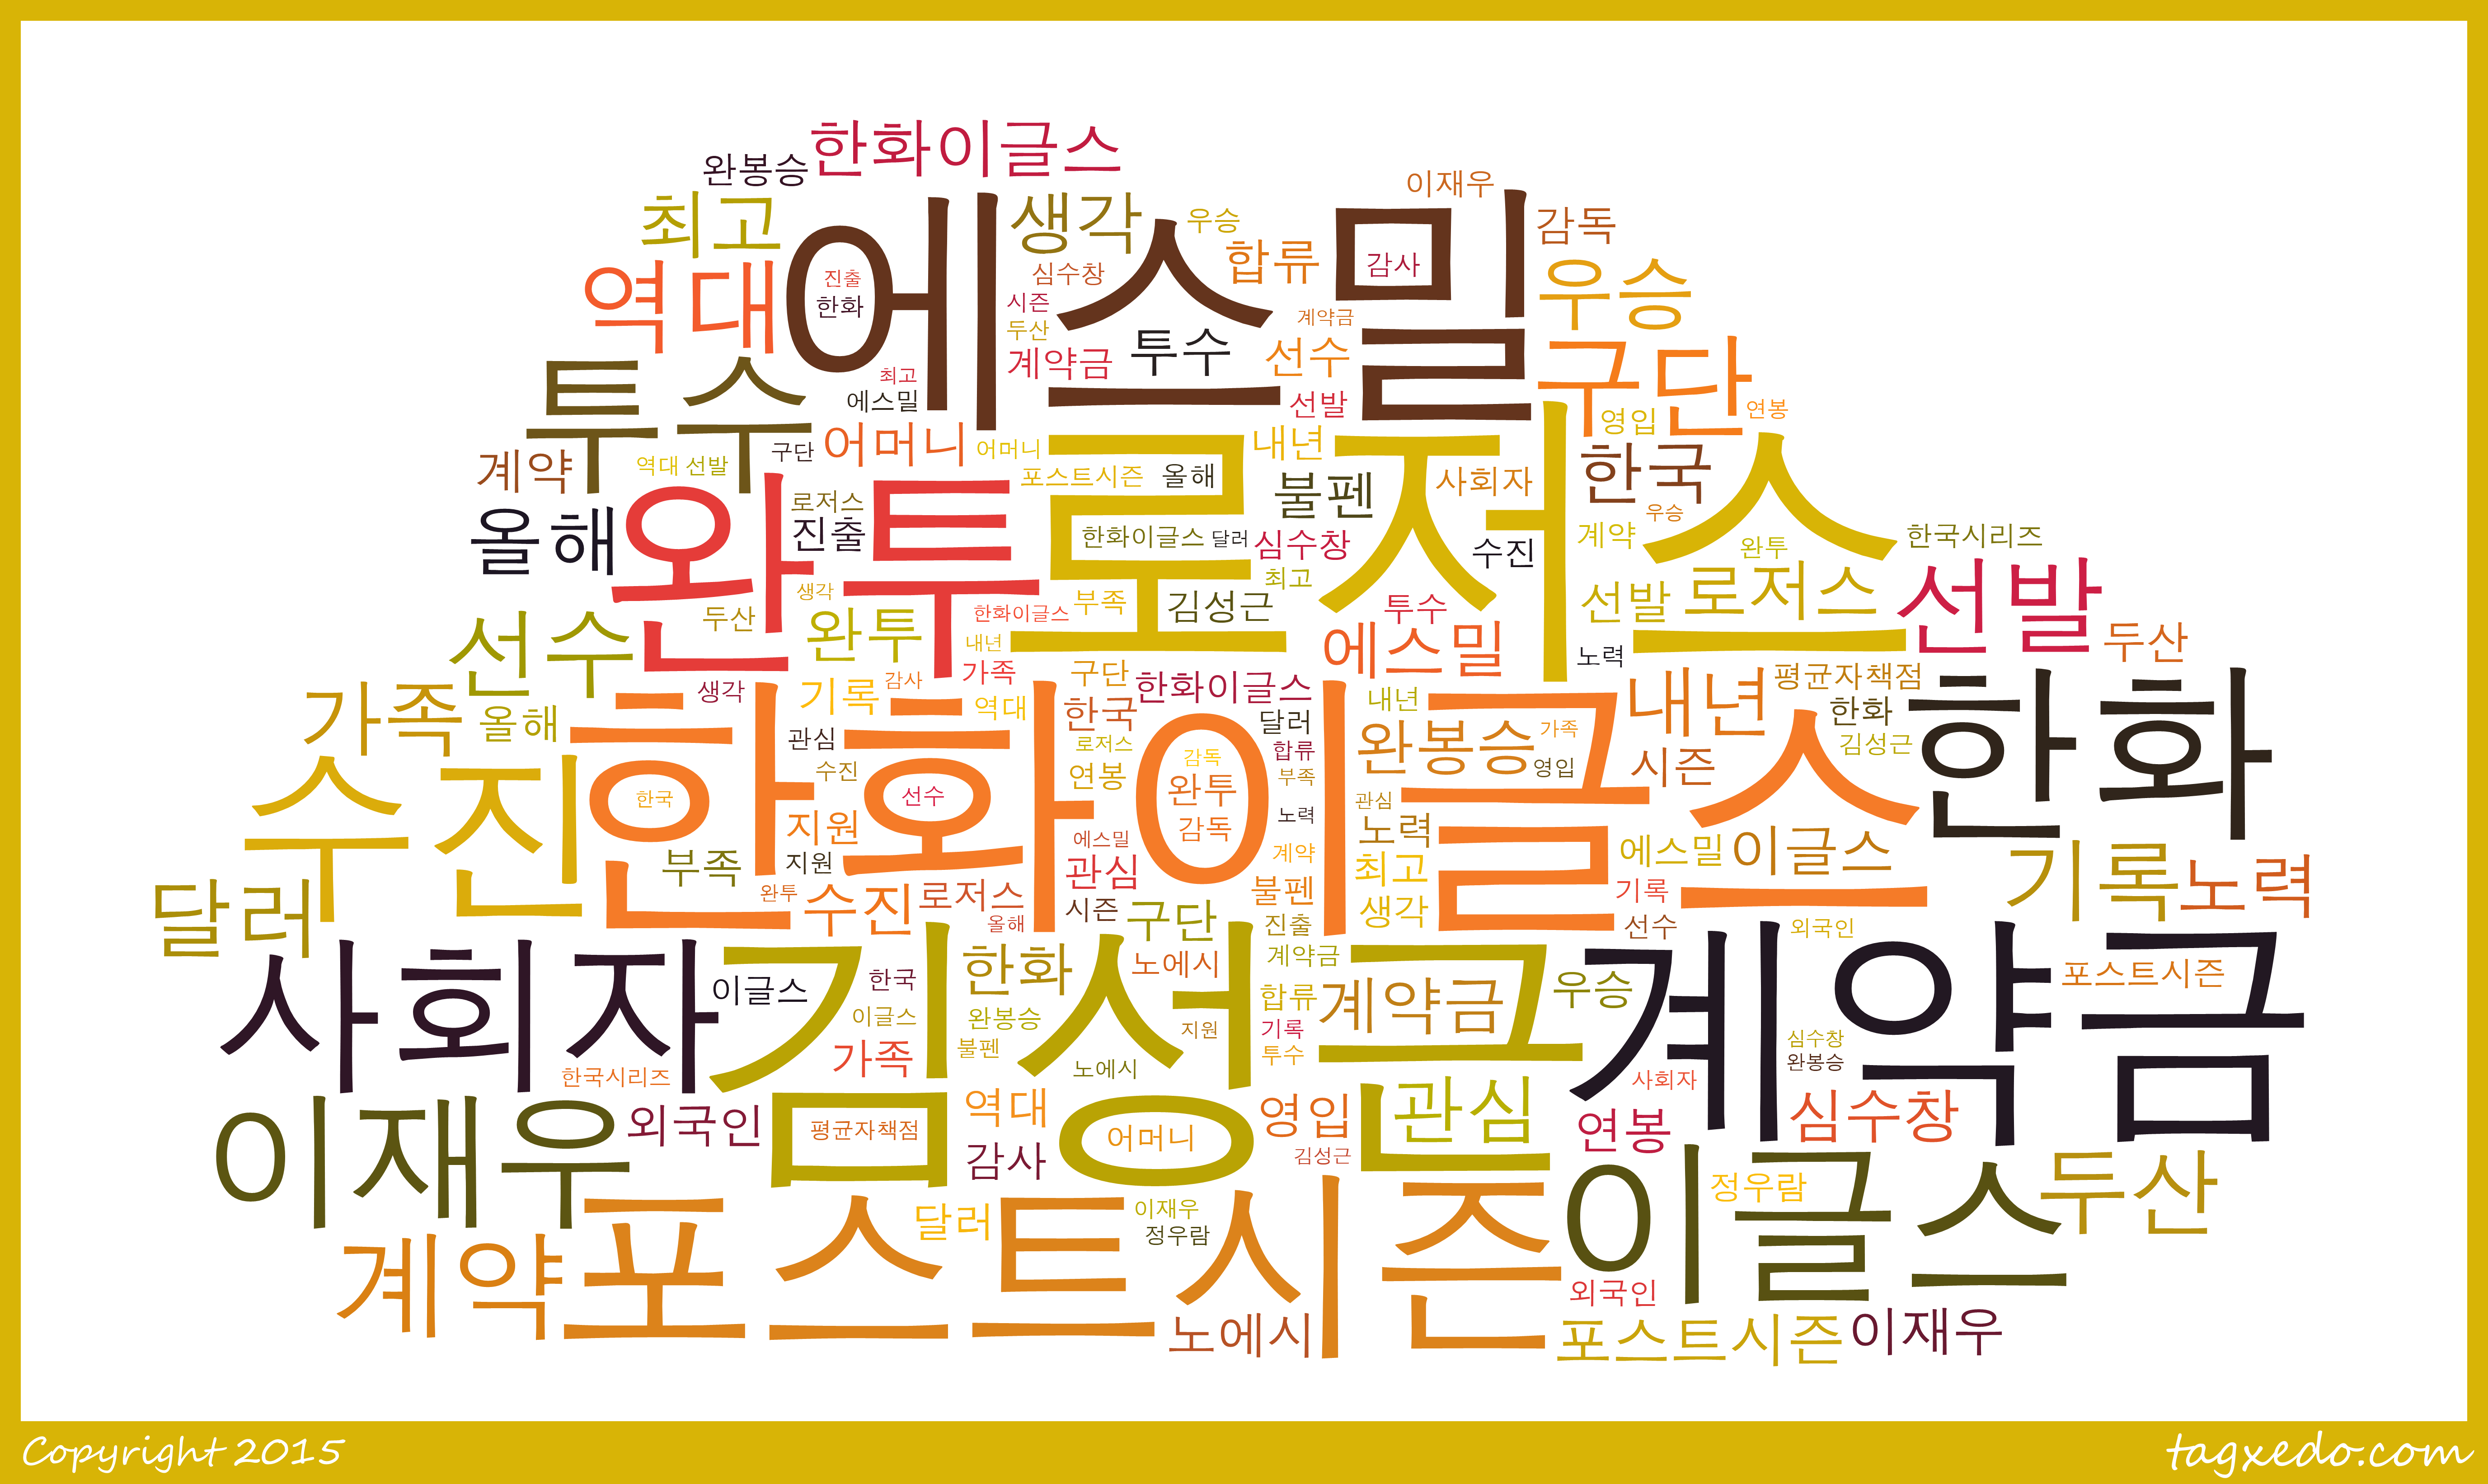 한화이글스
완봉승
이재우
최고
에스밀
생각
우승
감독
합류
감사
심수창
역대
진출
한화
시즌
두산
계약금
우승
계약금
투수
선수
구단
투수
최고
에스밀
선발
영입
연봉
어머니
어머니
내년
한국
계약
역대
선발
구단
로저스
포스트시즌
올해
불펜
사회자
완투
로저스
진출
올해
한화이글스
달러
심수창
수진
계약
우승
완투
한국시리즈
최고
선발
로저스
선발
생각
두산
완투
한화이글스
부족
김성근
투수
에스밀
노력
두산
선수
내년
가족
구단
생각
기록
감사
한화이글스
내년
평균자책점
가족
올해
역대
한국
내년
한화
한화
관심
로저스
달러
완봉승
가족
김성근
수진
한화이글스
수진
감독
합류
시즌
영입
연봉
완투
부족
한국
선수
관심
지원
감독
노력
노력
에스밀
이글스
에스밀
부족
지원
관심
계약
최고
기록
노력
달러
완투
수진
로저스
불펜
기록
올해
시즌
구단
진출
생각
선수
외국인
사회자
김성근
계약금
한화
노에시
계약금
포스트시즌
이글스
한국
합류
계약금
우승
이글스
완봉승
지원
기록
심수창
가족
불펜
투수
완봉승
한국시리즈
노에시
사회자
이재우
외국인
역대
영입
관심
연봉
심수창
평균자책점
어머니
감사
김성근
이글스
두산
정우람
포스트시즌
달러
이재우
정우람
계약
외국인
노에시
포스트시즌
이재우
Copyright 2015
tagxedo.com